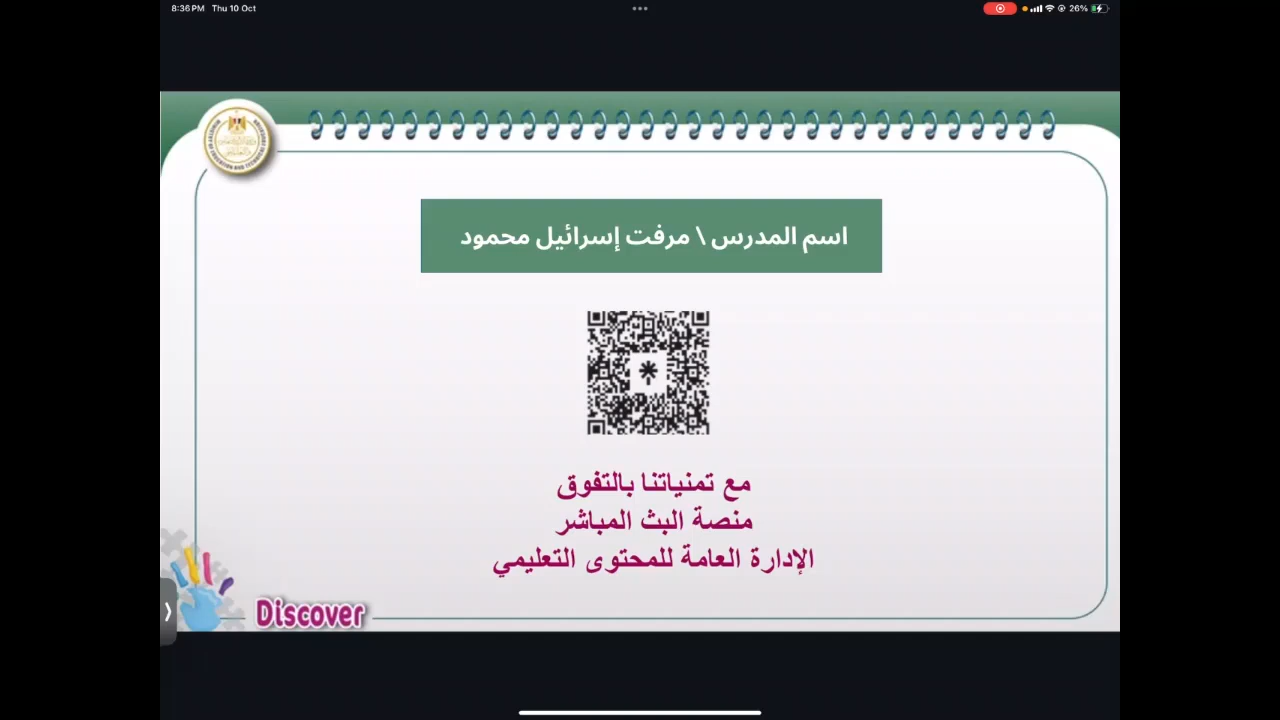 8:36 PM Thu 10 Oct
26%
اسم المدرس \ مرفت إسرائيل محمود
مع تمنياتنا بالتفوق
منصة البث المباشر
الإدارة العامة للمحتوى التعليمي
Discover